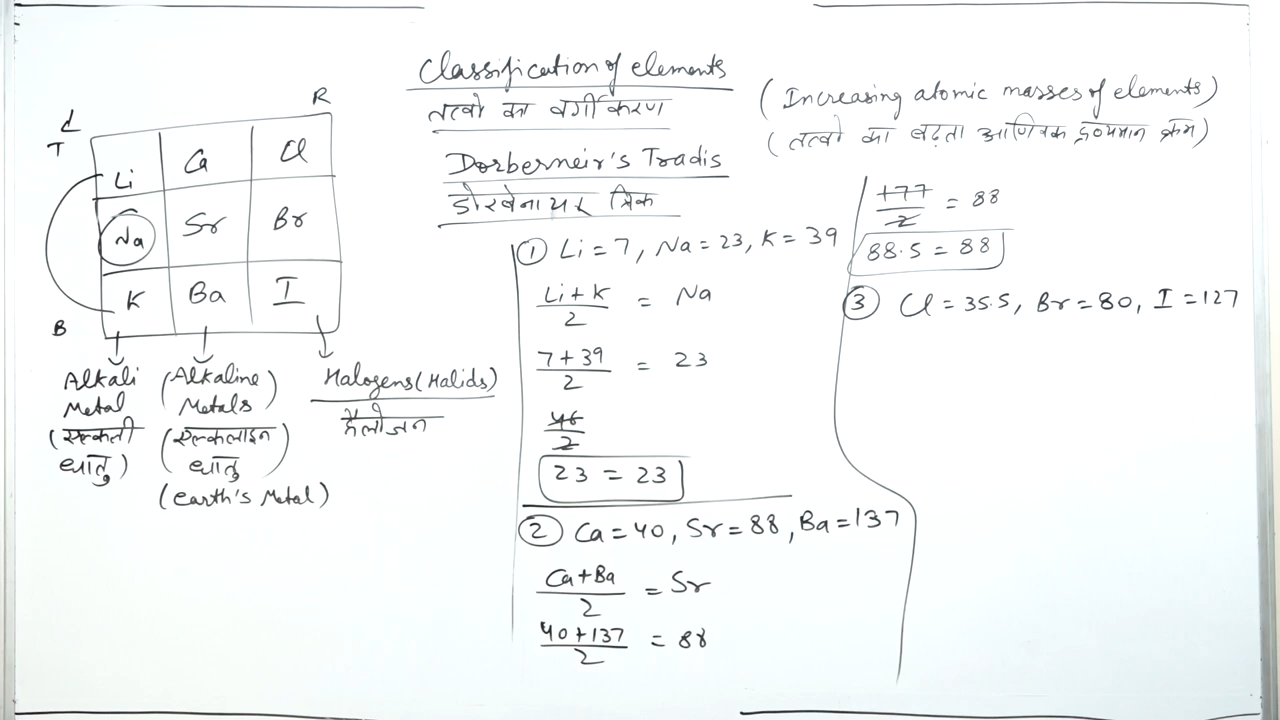 Classification of elements
तत्वो का वर्गीकरण
Dorberneir's Tradis
डोरबेनायर त्रिक
(Increasing atomic masses of elements)
(तत्वो का बढ़ता आणविक द्रव्यमान क्रम)
L R
T
Li Ca Cl
Na Sr Br
K Ba I
B
Alkali
Metal
धातु)
(Alkaline)
Metals
(एल्कलाइन)
धातु
(earth's Metal)
Halogens (Halids)
हैलोजन
① Li = 7, Na = 23, K = 39
Li + K / 2 = Na
7 + 39 / 2 = 23
46 / 2
23 = 23
② Ca = 40, Sr = 88, Ba = 137
Ca + Ba / 2 = Sr
40 + 137 / 2 = 88
177 / 2 = 88
88.5 = 88
③ Cl = 35.5, Br = 80, I = 127